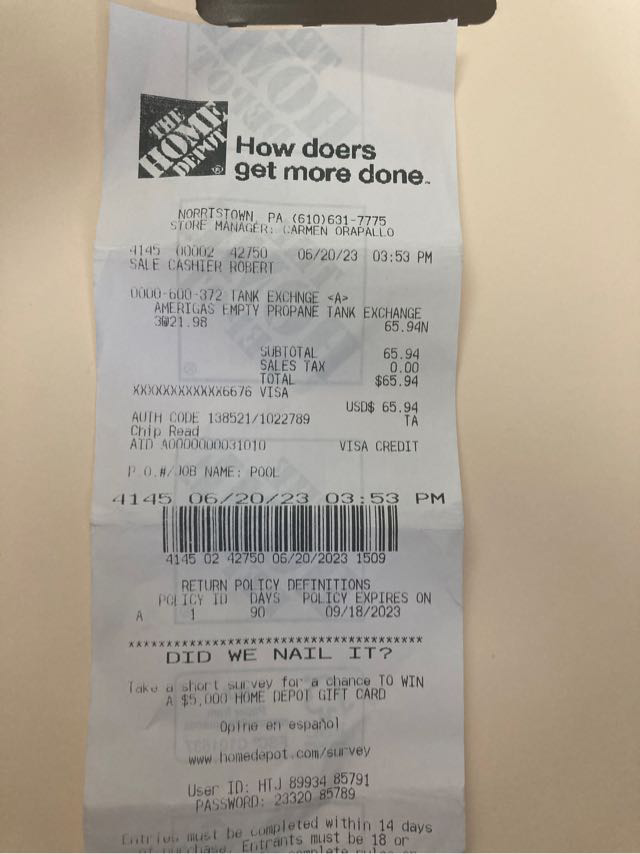 THE
HOME
DEPOT
®
How doers
get more done.™
NORRISTOWN, PA (610)631-7775
STORE MANAGER: CARMEN ORAPALLO
4145 00002 42750 06/20/23 03:53 PM
SALE CASHIER ROBERT
0000-600-372 TANK EXCHNGE <A>
AMERIGAS EMPTY PROPANE TANK EXCHANGE
3@21.98 65.94N
SUBTOTAL 65.94
SALES TAX 0.00
TOTAL $65.94
XXXXXXXXXXXX6676 VISA
USD$ 65.94
AUTH CODE 138521/1022789 TA
Chip Read
AID A0000000031010 VISA CREDIT
P.O.#/JOB NAME: POOL
4145 06/20/23 03:53 PM
4145 02 42750 06/20/2023 1509
RETURN POLICY DEFINITIONS
POLICY ID DAYS POLICY EXPIRES ON
A 1 90 09/18/2023
****************************************
DID WE NAIL IT?
Take a short survey for a chance TO WIN
A $5,000 HOME DEPOT GIFT CARD
Opine en español
www.homedepot.com/survey
User ID: HTJ 89934 85791
PASSWORD: 23320 85789
Entries must be completed within 14 days
of purchase. Entrants must be 18 or
complete rules on